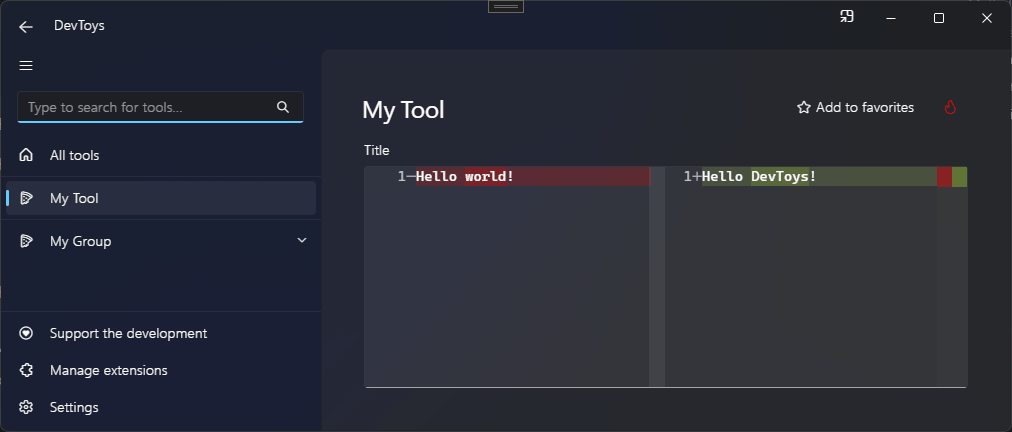 DevToys
Type to search for tools...
All tools
My Tool
My Group
Support the development
Manage extensions
Settings
My Tool
Add to favorites
Title
1—Hello world!
1+Hello DevToys!